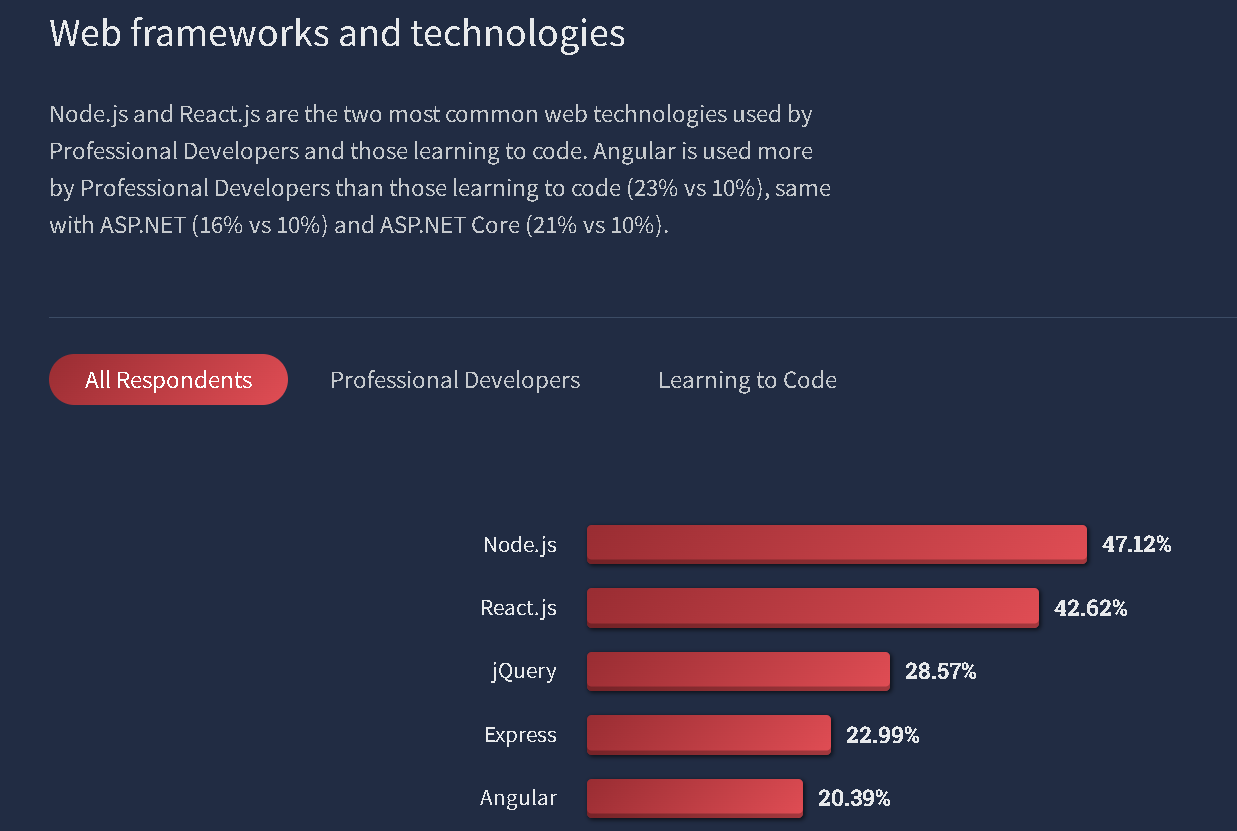 Web frameworks and technologies
Node.js and React.js are the two most common web technologies used by
Professional Developers and those learning to code. Angular is used more
by Professional Developers than those learning to code (23% vs 10%), same
with ASP.NET (16% vs 10%) and ASP.NET Core (21% vs 10%).
All Respondents Professional Developers Learning to Code
Node.js 47.12%
React.js 42.62%
jQuery 28.57%
Express 22.99%
Angular 20.39%